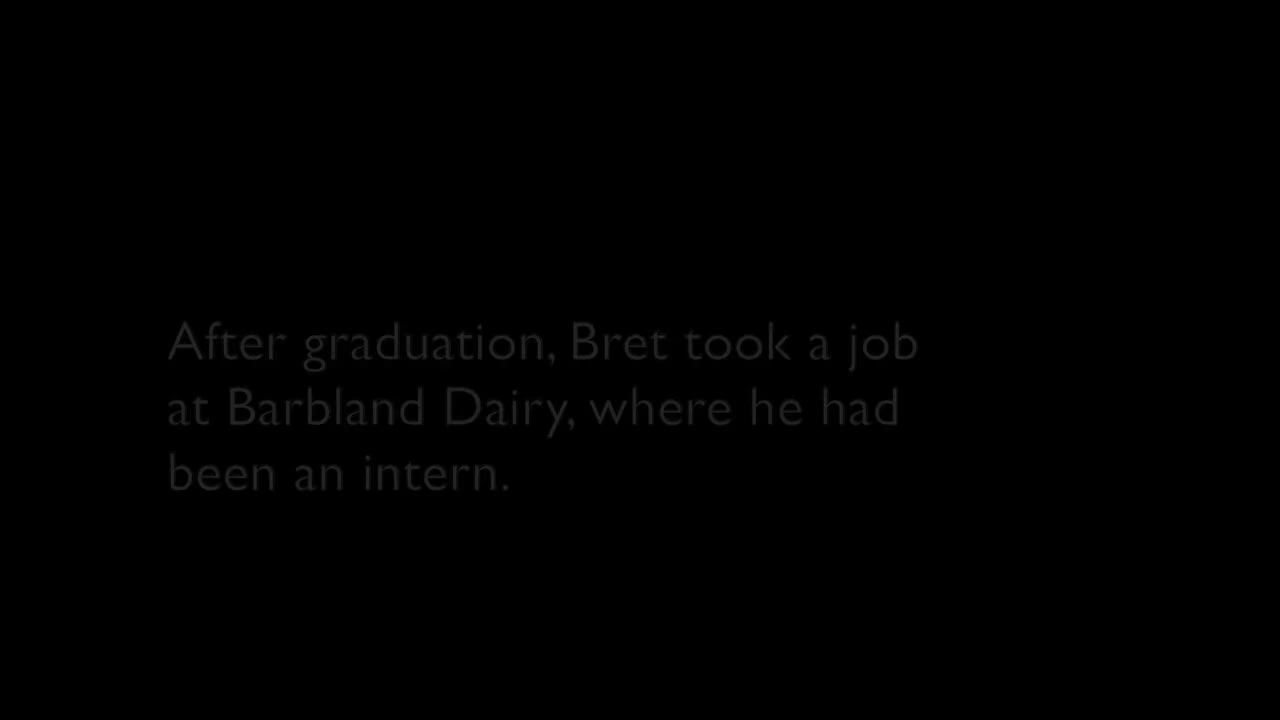 After graduation, Bret took a job
at Barbland Dairy, where he had
been an intern.